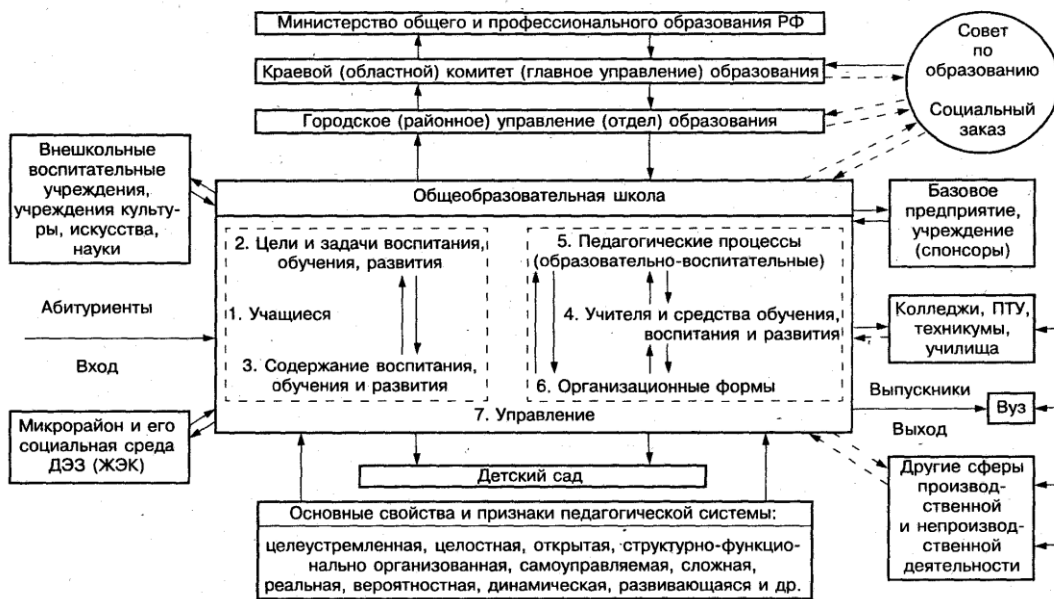 Министерство общего и профессионального образования РФ
Краевой (областной) комитет (главное управление) образования
Городское (районное) управление (отдел) образования
Совет
по
образованию
Социальный
заказ
Внешкольные
воспитательные
учреждения,
учреждения культу-
ры, искусства,
науки
Абитуриенты
Вход
Микрорайон и его
социальная среда
ДЭЗ (ЖЭК)
Общеобразовательная школа
2. Цели и задачи воспитания,
обучения, развития
1. Учащиеся
3. Содержание воспитания,
обучения и развития
5. Педагогические процессы
(образовательно-воспитательные)
4. Учителя и средства обучения,
воспитания и развития
6. Организационные формы
7. Управление
Базовое
предприятие,
учреждение
(спонсоры)
Колледжи, ПТУ,
техникумы,
училища
Выпускники
Вуз
Выход
Другие сферы
производ-
ственной
и непроизвод-
ственной
деятельности
Детский сад
Основные свойства и признаки педагогической системы:
целеустремленная, целостная, открытая, структурно-функцио-
нально организованная, самоуправляемая, сложная,
реальная, вероятностная, динамическая, развивающаяся и др.